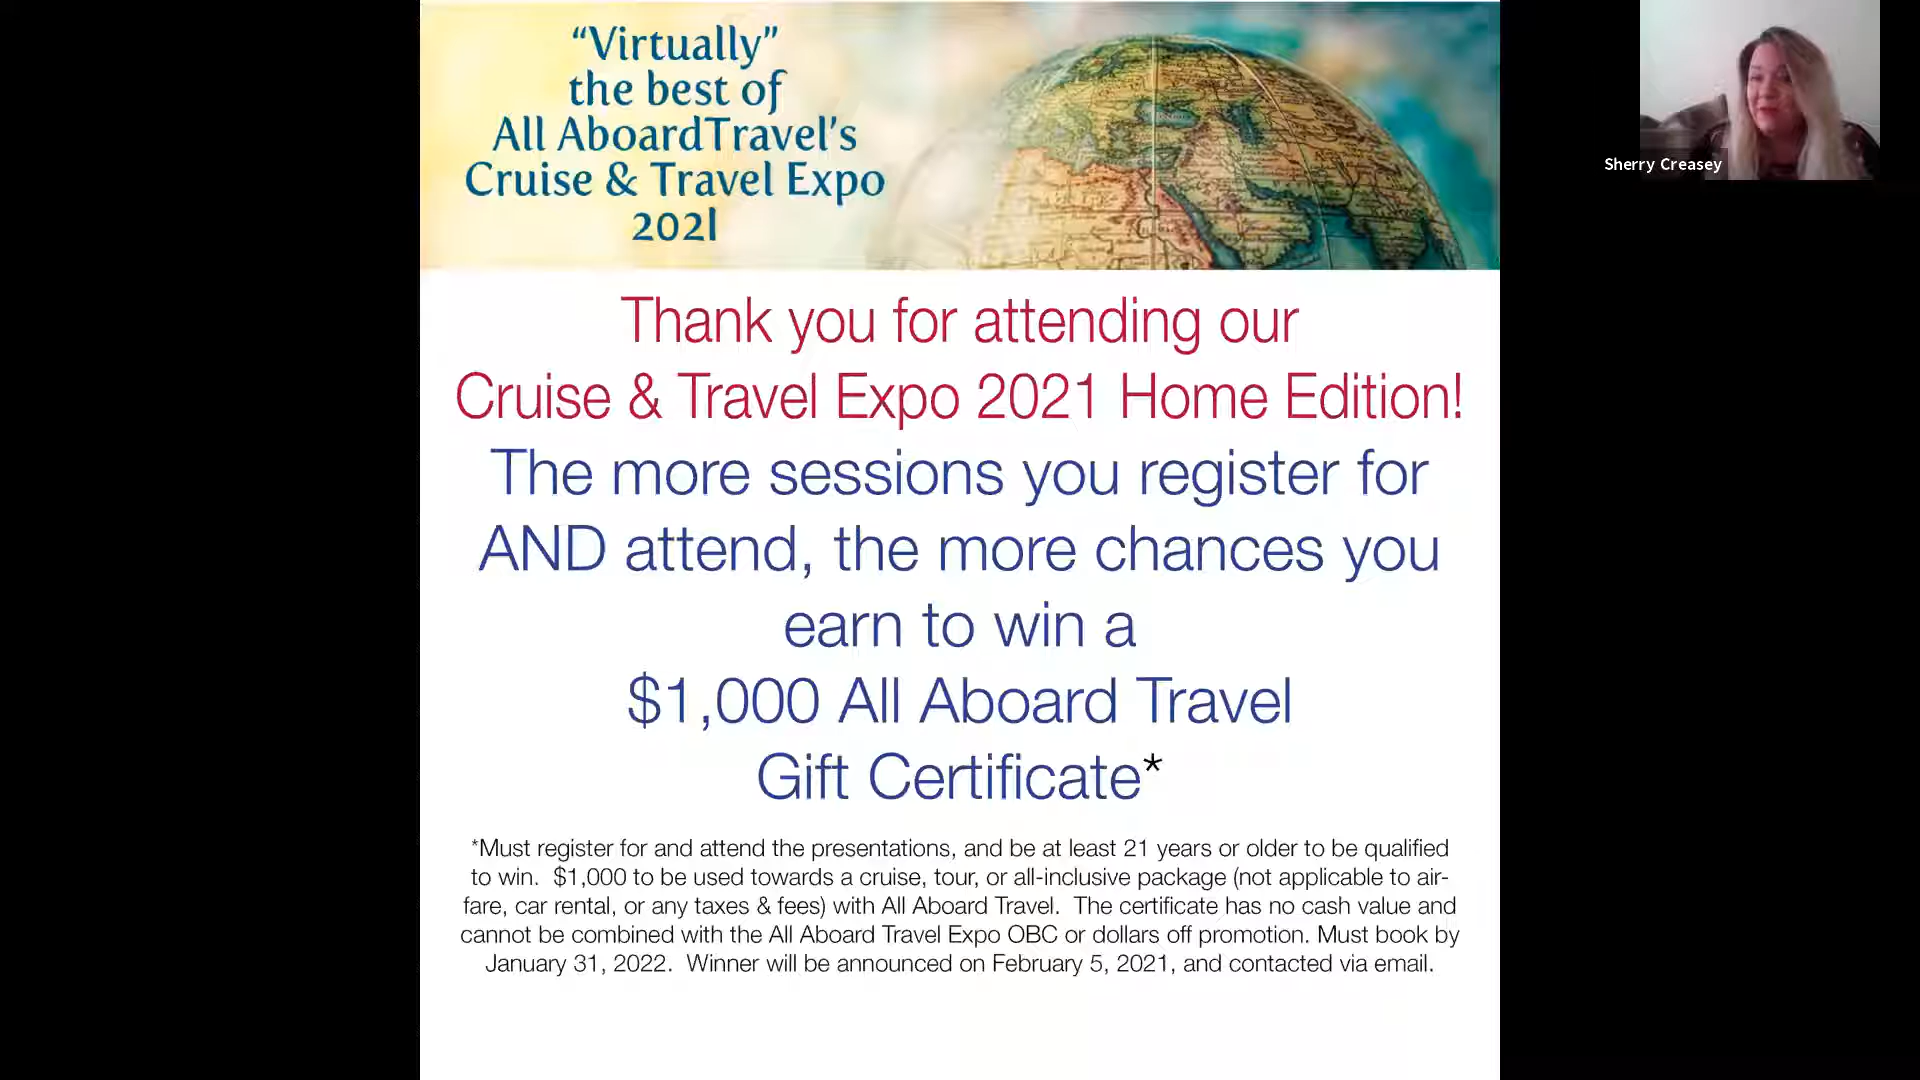 “Virtually”
the best of
All AboardTravel’s
Cruise & Travel Expo
2021
Sherry Creasey
Thank you for attending our
Cruise & Travel Expo 2021 Home Edition!
The more sessions you register for
AND attend, the more chances you
earn to win a
$1,000 All Aboard Travel
Gift Certificate*
*Must register for and attend the presentations, and be at least 21 years or older to be qualified
to win.  $1,000 to be used towards a cruise, tour, or all-inclusive package (not applicable to air-
fare, car rental, or any taxes & fees) with All Aboard Travel.  The certificate has no cash value and
cannot be combined with the All Aboard Travel Expo OBC or dollars off promotion. Must book by
January 31, 2022.  Winner will be announced on February 5, 2021, and contacted via email.